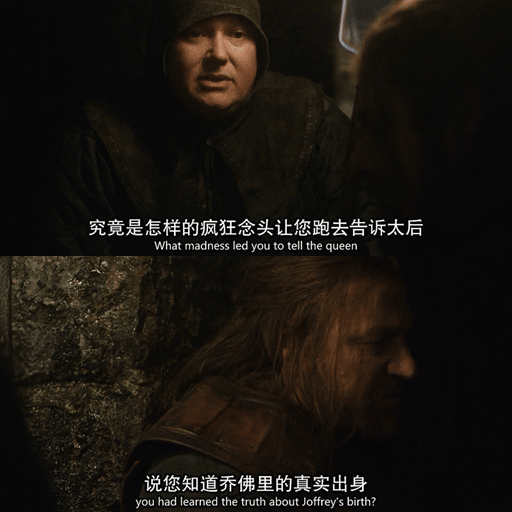 究竟是怎样的疯狂念头让您跑去告诉太后
What madness led you to tell the queen
说您知道乔佛里的真实出身
you had learned the truth about Joffrey's birth?